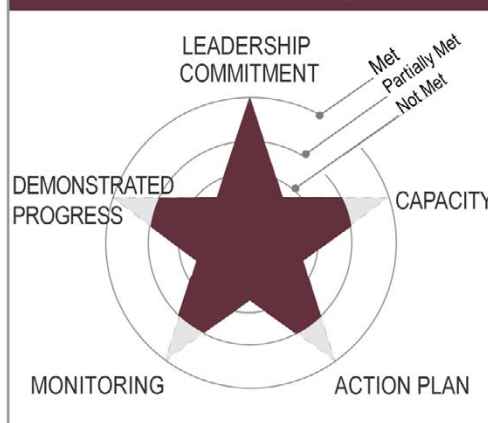 LEADERSHIP
COMMITMENT
Met
Partially Met
Not Met
DEMONSTRATED
PROGRESS
CAPACITY
MONITORING
ACTION PLAN